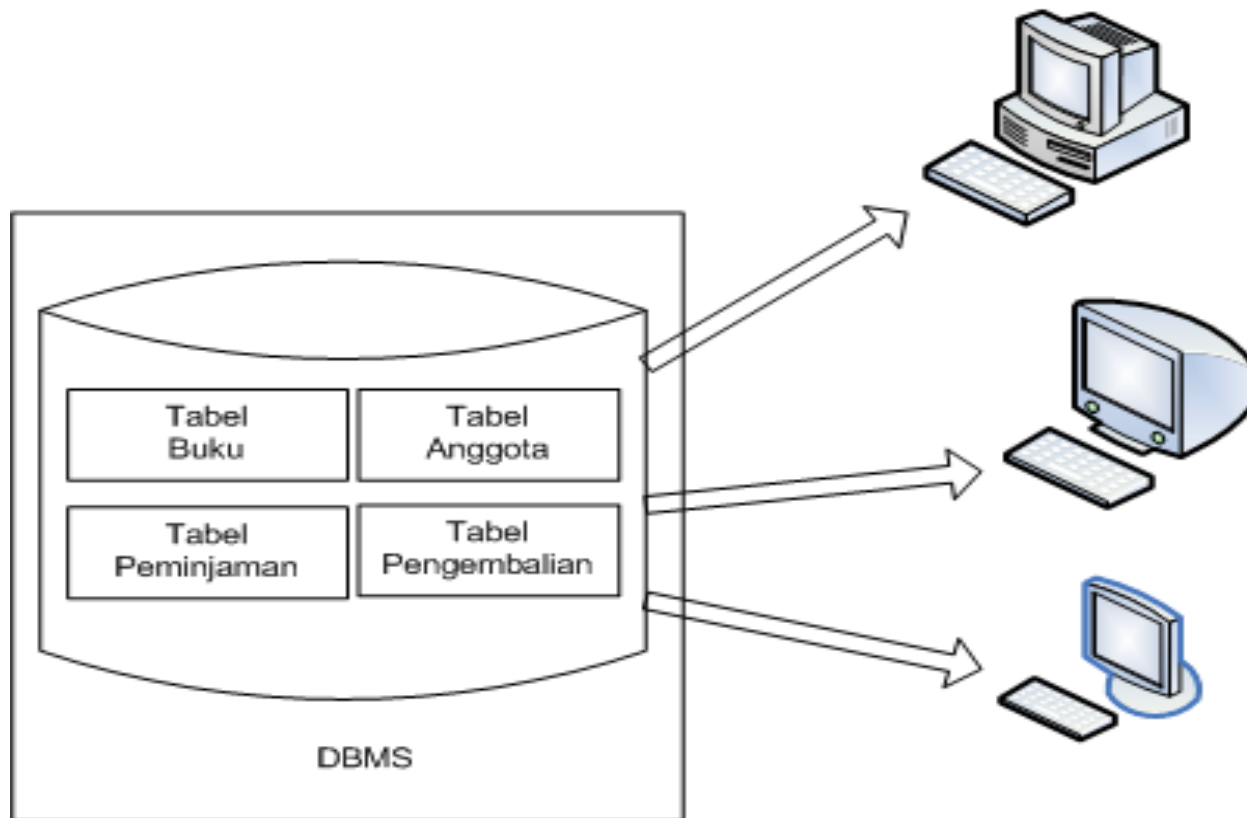 Tabel
Buku
Tabel
Anggota
Tabel
Peminjaman
Tabel
Pengembalian
DBMS